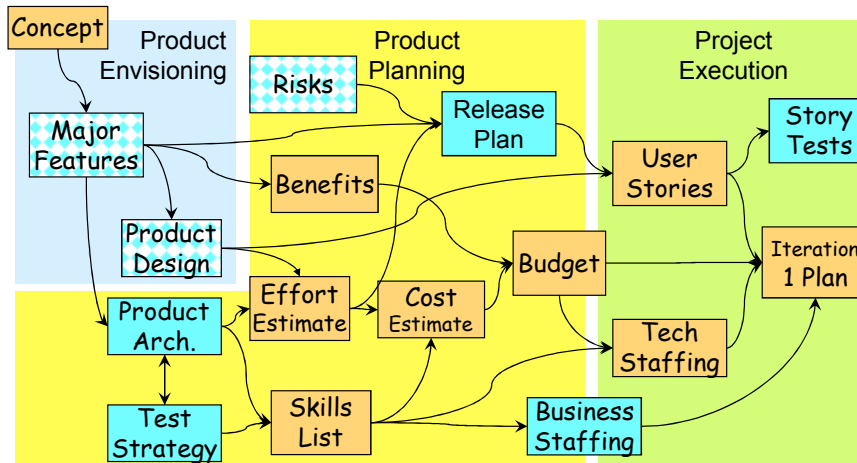 Concept
Product
Envisioning
Product
Planning
Project
Execution
Risks
Major
Features
Release
Plan
Story
Tests
User
Stories
Benefits
Product
Design
Budget
Iteration
1 Plan
Effort
Estimate
Cost
Estimate
Product
Arch.
Tech
Staffing
Test
Strategy
Skills
List
Business
Staffing